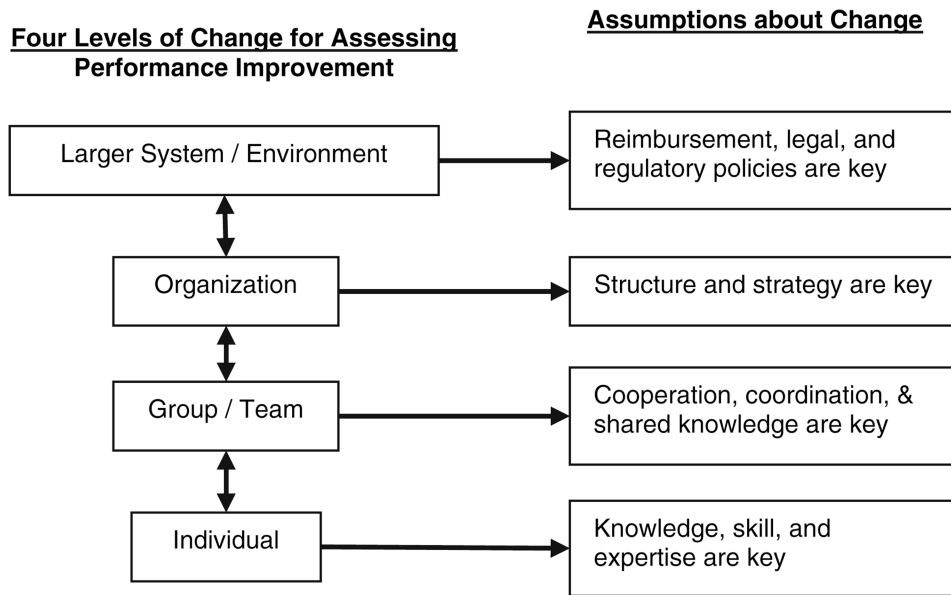 Four Levels of Change for Assessing
Performance Improvement
Assumptions about Change
Larger System / Environment
Reimbursement, legal, and
regulatory policies are key
Organization
Structure and strategy are key
Group / Team
Cooperation, coordination, &
shared knowledge are key
Individual
Knowledge, skill, and
expertise are key